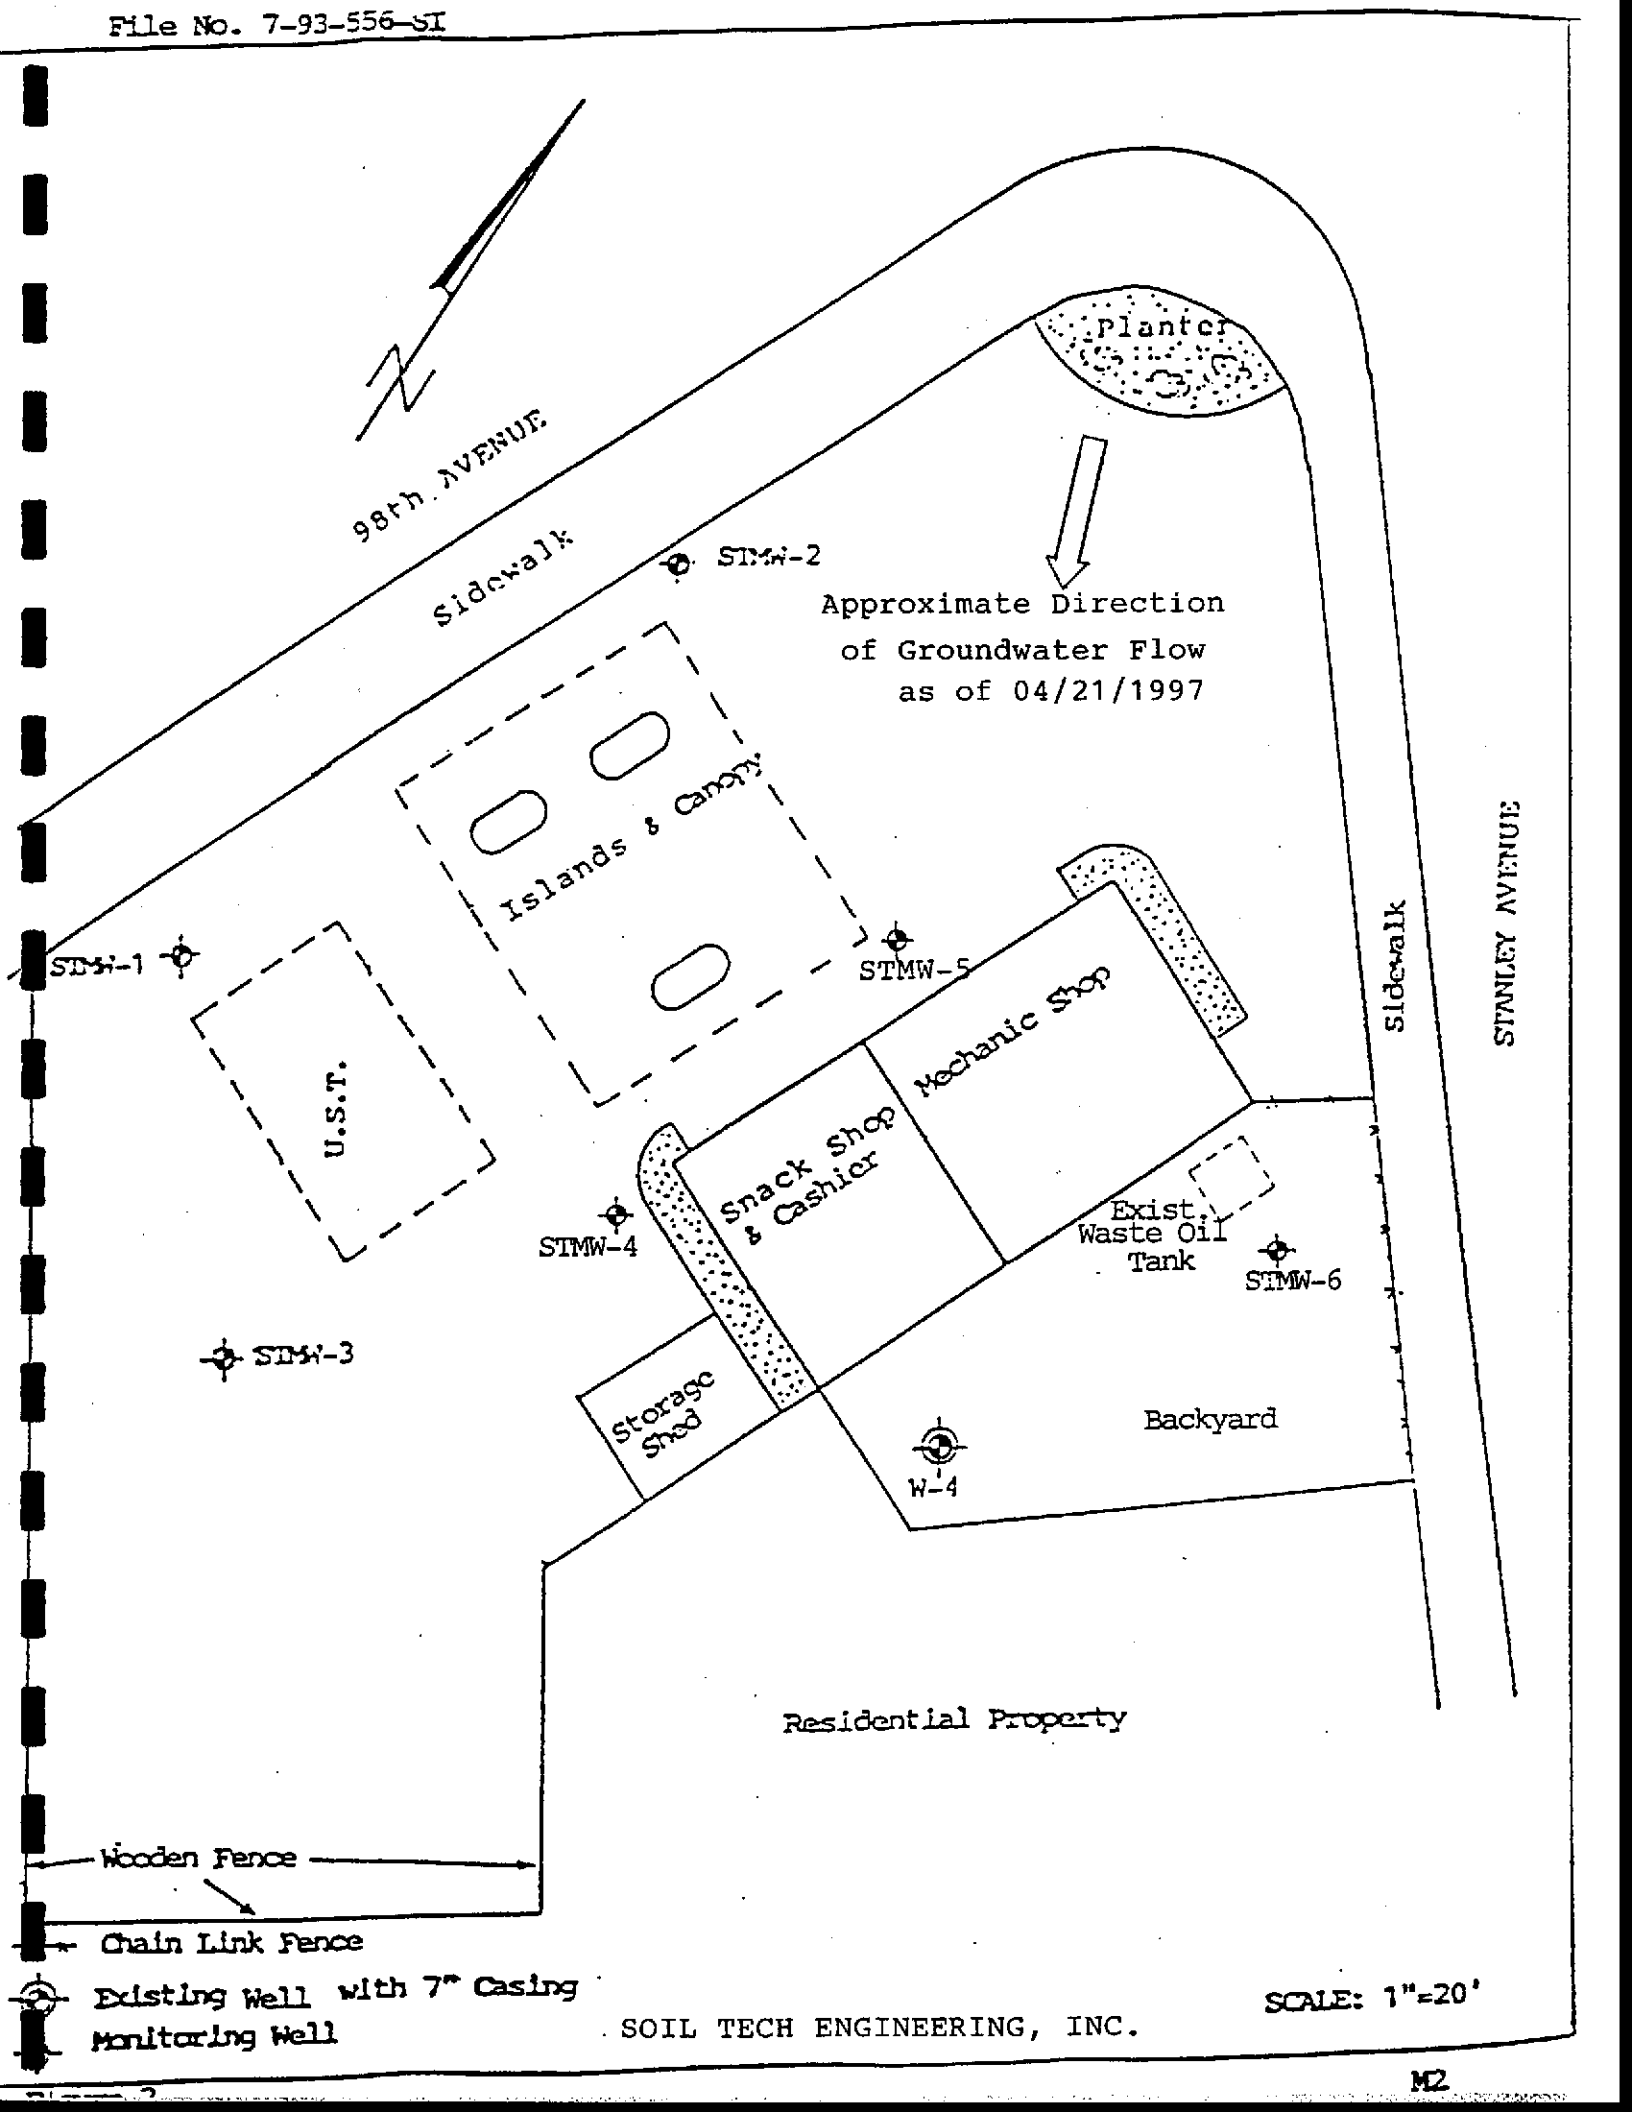 File No. 7-93-556-SI
N
98th AVENUE
Sidewalk
Planter
STMW-2
Approximate Direction
of Groundwater Flow
as of 04/21/1997
Islands & Canopy
STMW-1
STMW-5
U.S.T.
Mechanic Shop
Snack Shop
& Cashier
Sidewalk
STANLEY AVENUE
STMW-4
Exist.
Waste Oil
Tank
STMW-6
STMW-3
Storage
Shed
W-4
Backyard
Residential Property
Wooden Fence
Chain Link Fence
Existing Well with 7" Casing
Monitoring Well
SOIL TECH ENGINEERING, INC.
SCALE: 1"=20'
M2